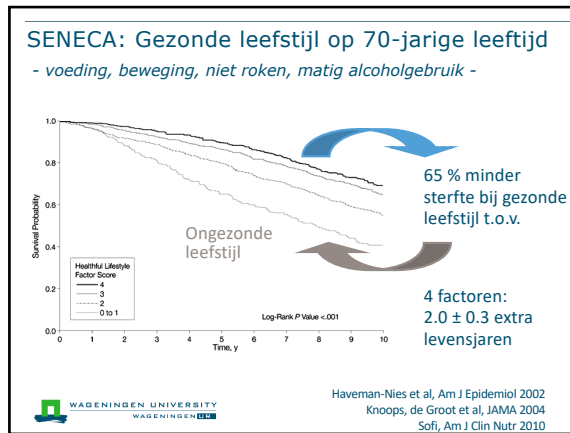 SENECA: Gezonde leefstijl op 70-jarige leeftijd
- voeding, beweging, niet roken, matig alcoholgebruik -
1.0
0.8
0.6
0.4
0.2
0.0
Survival Probability
0 1 2 3 4 5 6 7 8 9 10
Time, y
Healthful Lifestyle
Factor Score
4
3
2
0 to 1
Log-Rank P Value <.001
Ongezonde
leefstijl
65 % minder
sterfte bij gezonde
leefstijl t.o.v.
4 factoren:
2.0 ± 0.3 extra
levensjaren
WAGENINGEN UNIVERSITY
WAGENINGEN UR
Haveman-Nies et al, Am J Epidemiol 2002
Knoops, de Groot et al, JAMA 2004
Sofi, Am J Clin Nutr 2010